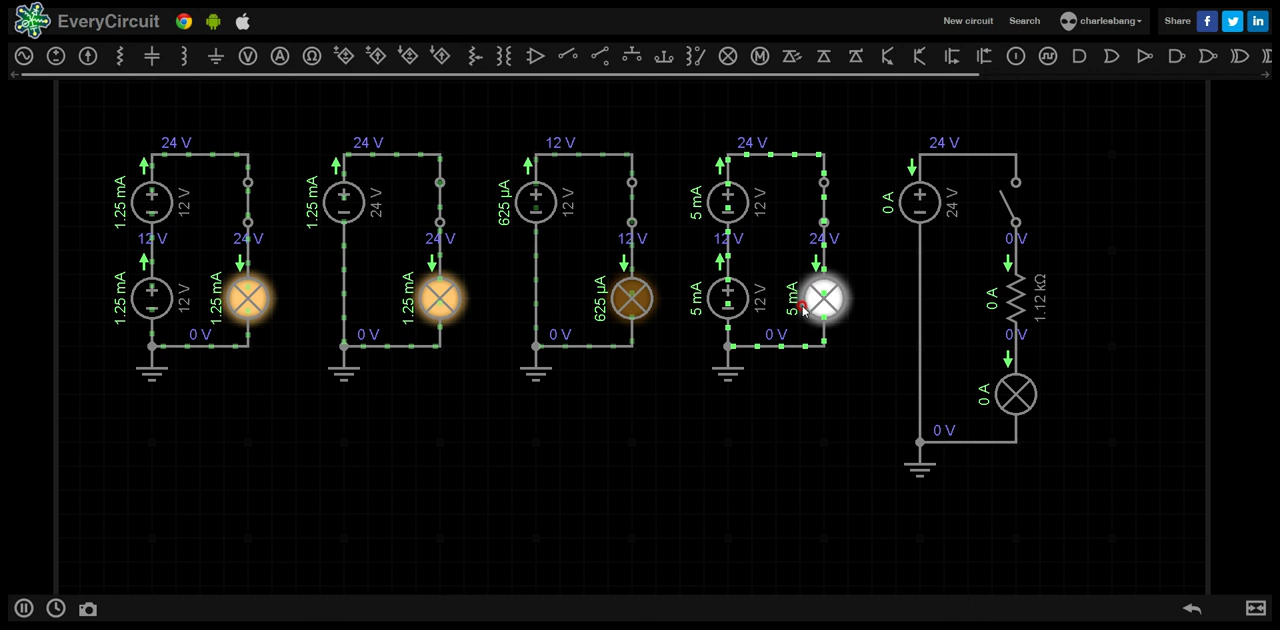 EveryCircuit
New circuit Search charleabang Share
24 V 24 V 12 V 24 V 24 V
1.25 mA 12 V 1.25 mA 24 V 625 µA 12 V 5 mA 12 V 0 A 24 V
12 V 24 V 24 V 12 V 12 V 24 V 0 V
1.25 mA 12 V 1.25 mA 1.25 mA 625 µA 5 mA 12 V 5 mA 0 A 1.12 kΩ
0 V 0 V 0 V 0 V 0 V
0 A
0 V